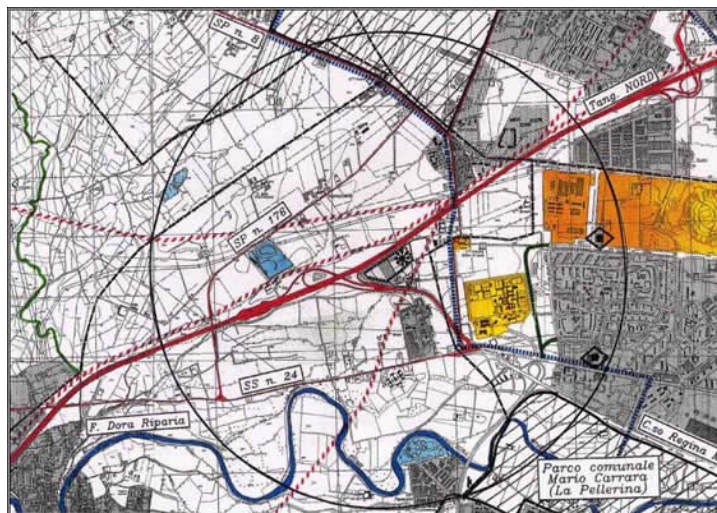 SP n. 8
Tang. NORD
SP n. 176
SS n. 24
F. Dora Riparia
C.so Regina
Parco comunale
Mario Carrara
(La Pellerina)